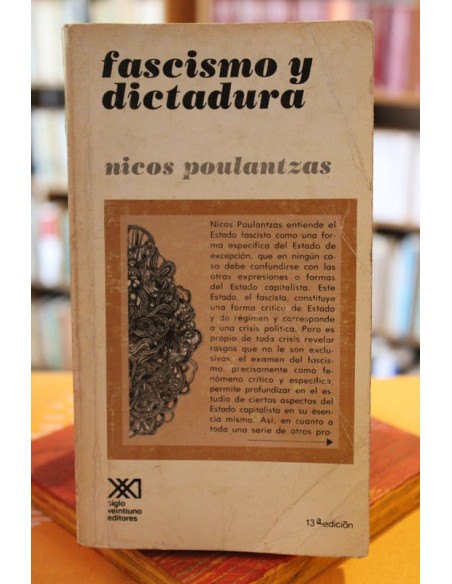 fascismo y
dictadura
nicos poulantzas
Nicos Poulantzas entiende el
Estado fascista como una for-
ma específica del Estado de
excepción, que en ningún ca-
so debe confundirse con las
otras expresiones o formas
del Estado capitalista. Este
Estado, el fascista, constituye
una forma crítica de Estado
y de régimen y corresponde
a una crisis política. Pero es
propio de toda crisis revelar
rasgos que no le son exclu-
sivos: el examen del fascis-
mo, precisamente como fe-
nómeno crítico y específico,
permite profundizar en el es-
tudio de ciertos aspectos del
Estado capitalista en su esen-
cia misma. Así, en cuanto a
toda una serie de otras pro-
siglo
veintiuno
editores
13ª edición